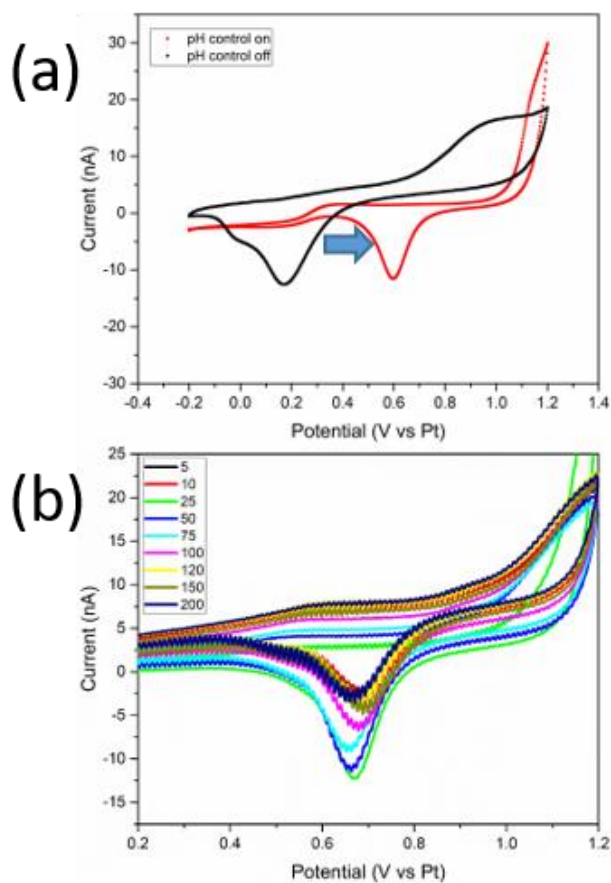 (a)
pH control on
pH control off
Current (nA)
30
20
10
0
-10
-20
-30
-0.4 -0.2 0.0 0.2 0.4 0.6 0.8 1.0 1.2 1.4
Potential (V vs Pt)
(b)
5
10
25
50
75
100
120
150
200
Current (nA)
25
20
15
10
5
0
-5
-10
-15
0.2 0.4 0.6 0.8 1.0 1.2
Potential (V vs Pt)